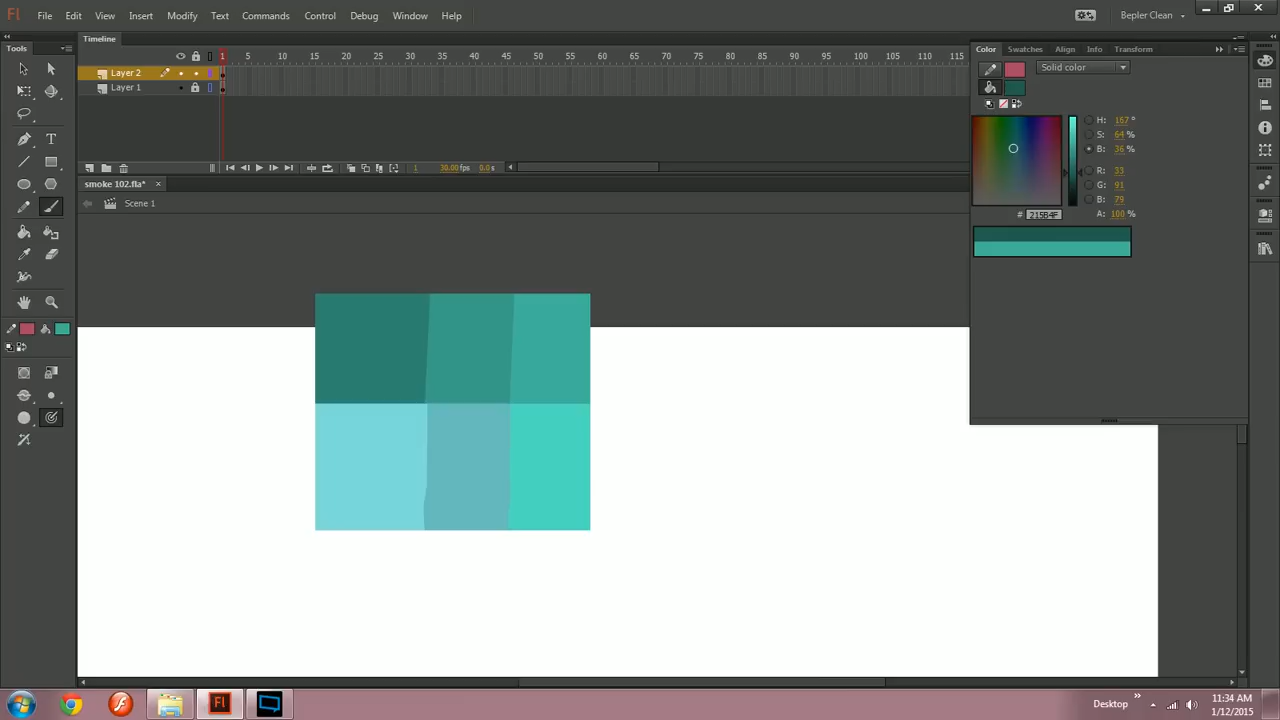 Fl File Edit View Insert Modify Text Commands Control Debug Window Help Bepler Clean
Tools
Timeline
1 5 10 15 20 25 30 35 40 45 50 55 60 65 70 75 80 85 90 95 100 105 110 115
Layer 2
Layer 1
1 30.00 fps 0.0 s
smoke 102.fla*
Scene 1
Color Swatches Align Info Transform
Solid color
H: 167 °
S: 64 %
B: 36 %
R: 33
G: 91
B: 79
# 215B4F A: 100 %
Fl
Desktop
11:34 AM
1/12/2015